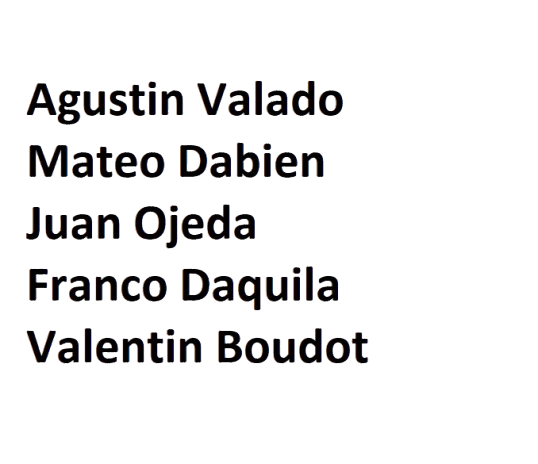 Agustin Valado
Mateo Dabien
Juan Ojeda
Franco Daquila
Valentin Boudot